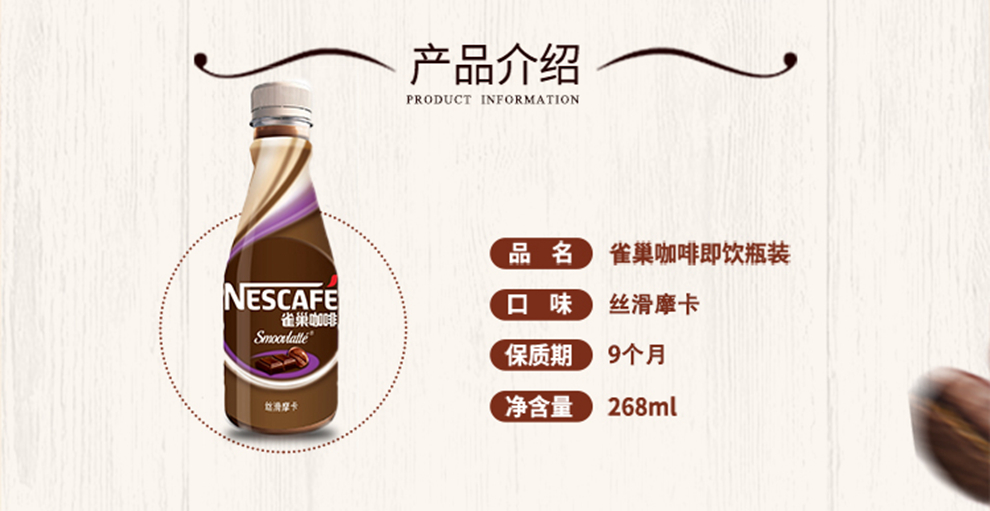 产品介绍
PRODUCT INFORMATION
NESCAFÉ
雀巢咖啡
Smoovlatté®
丝滑摩卡
品 名 雀巢咖啡即饮瓶装
口 味 丝滑摩卡
保质期 9个月
净含量 268ml